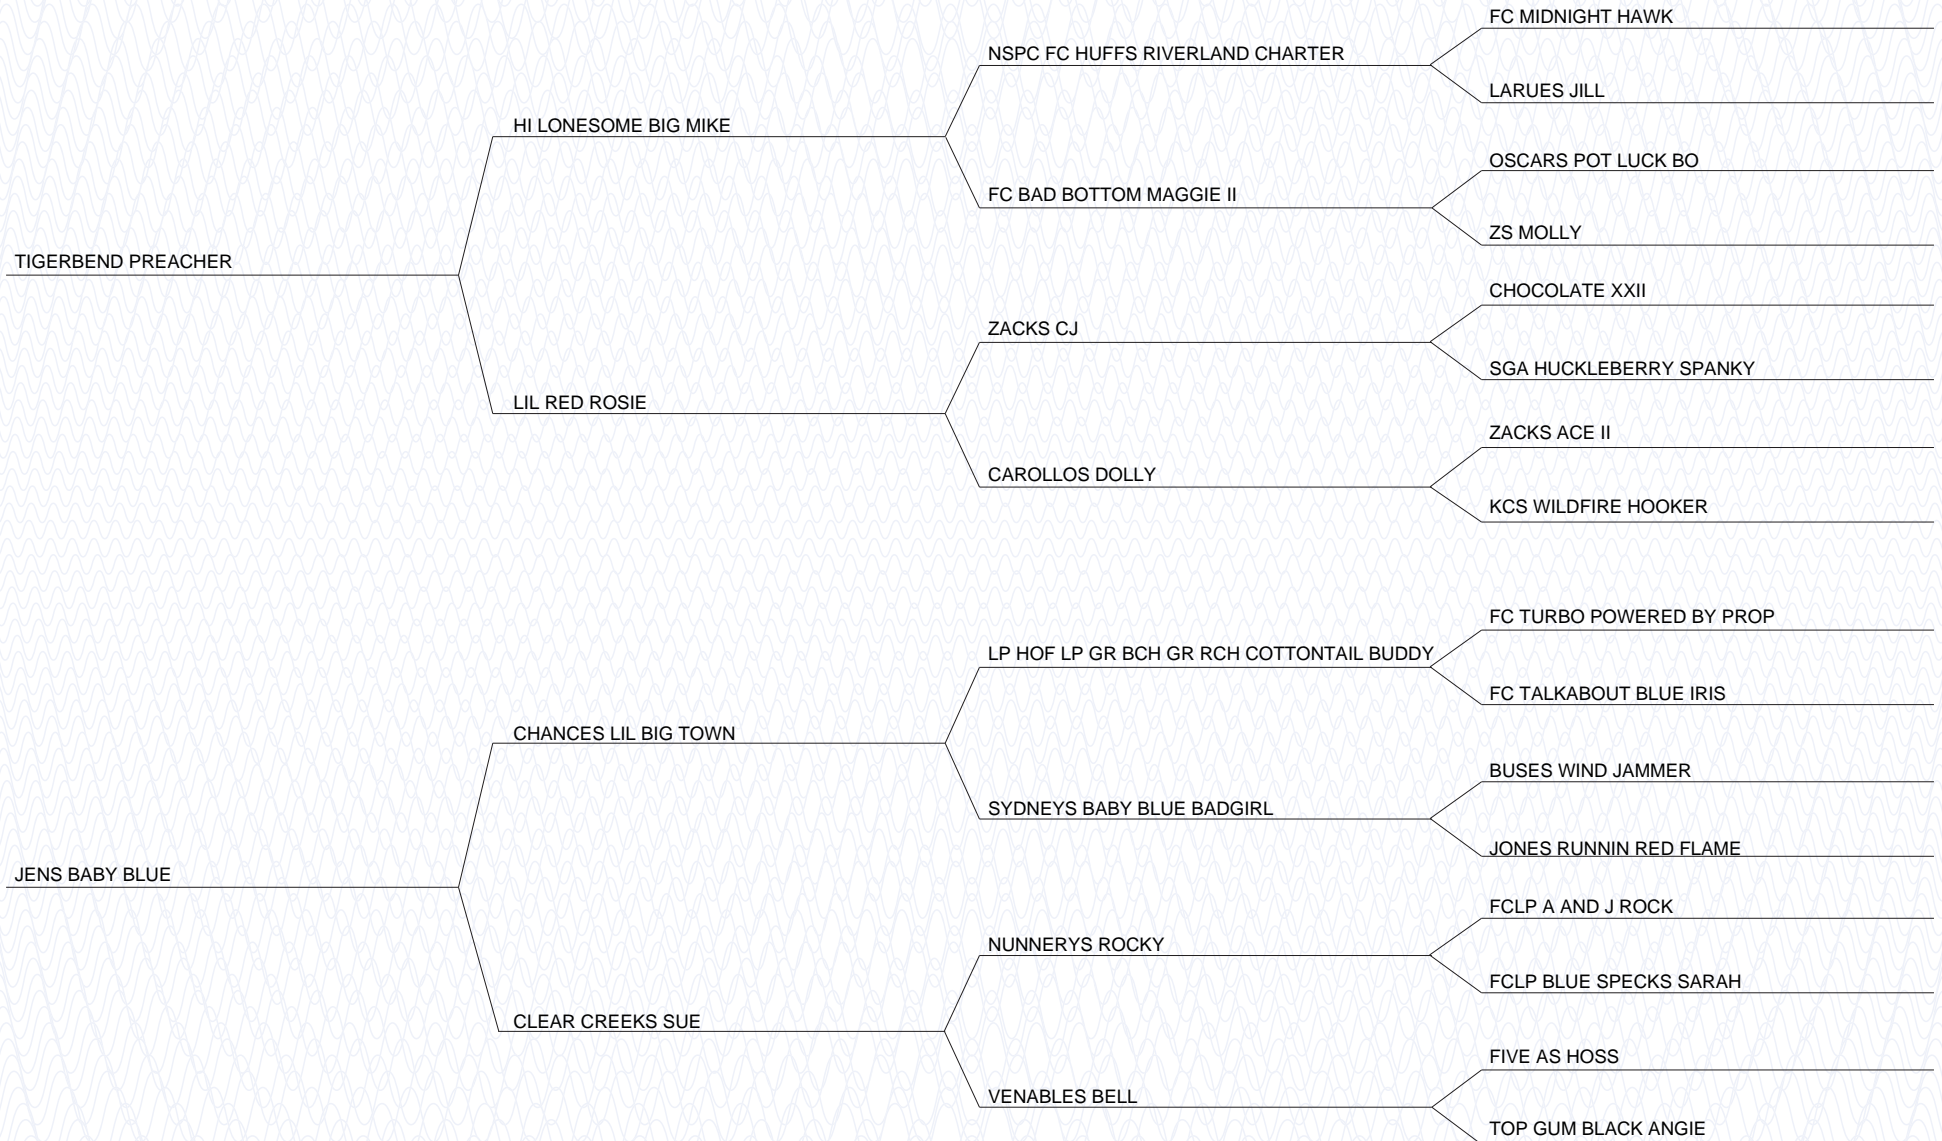 FC MIDNIGHT HAWK
NSPC FC HUFFS RIVERLAND CHARTER
LARUES JILL
HI LONESOME BIG MIKE
OSCARS POT LUCK BO
FC BAD BOTTOM MAGGIE II
ZS MOLLY
TIGERBEND PREACHER
CHOCOLATE XXII
ZACKS CJ
SGA HUCKLEBERRY SPANKY
LIL RED ROSIE
ZACKS ACE II
CAROLLOS DOLLY
KCS WILDFIRE HOOKER
FC TURBO POWERED BY PROP
LP HOF LP GR BCH GR RCH COTTONTAIL BUDDY
FC TALKABOUT BLUE IRIS
CHANCES LIL BIG TOWN
BUSES WIND JAMMER
SYDNEYS BABY BLUE BADGIRL
JONES RUNNIN RED FLAME
JENS BABY BLUE
FCLP A AND J ROCK
NUNNERYS ROCKY
FCLP BLUE SPECKS SARAH
CLEAR CREEKS SUE
FIVE AS HOSS
VENABLES BELL
TOP GUM BLACK ANGIE